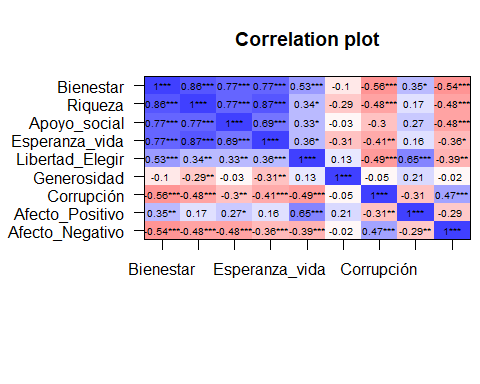 Correlation plot
Bienestar 1*** 0.86*** 0.77*** 0.77*** 0.53*** -0.1 -0.56*** 0.35* -0.54***
Riqueza 0.86*** 1*** 0.77*** 0.87*** 0.34* -0.29 -0.48*** 0.17 -0.48***
Apoyo_social 0.77*** 0.77*** 1*** 0.69*** 0.33* -0.03 -0.3 0.27 -0.48***
Esperanza_vida 0.77*** 0.87*** 0.69*** 1*** 0.36* -0.31 -0.41** 0.16 -0.36*
Libertad_Elegir 0.53*** 0.34** 0.33** 0.36*** 1*** 0.13 -0.49*** 0.65*** -0.39**
Generosidad -0.1 -0.29** -0.03 -0.31** 0.13 1*** -0.05 0.21 -0.02
Corrupción -0.56*** -0.48*** -0.3** -0.41*** -0.49*** -0.05 1*** -0.31 0.47***
Afecto_Positivo 0.35** 0.17 0.27* 0.16 0.65*** 0.21 -0.31** 1*** -0.29
Afecto_Negativo -0.54*** -0.48*** -0.48*** -0.36*** -0.39*** -0.02 0.47*** -0.29** 1***
Bienestar Esperanza_vida Corrupción